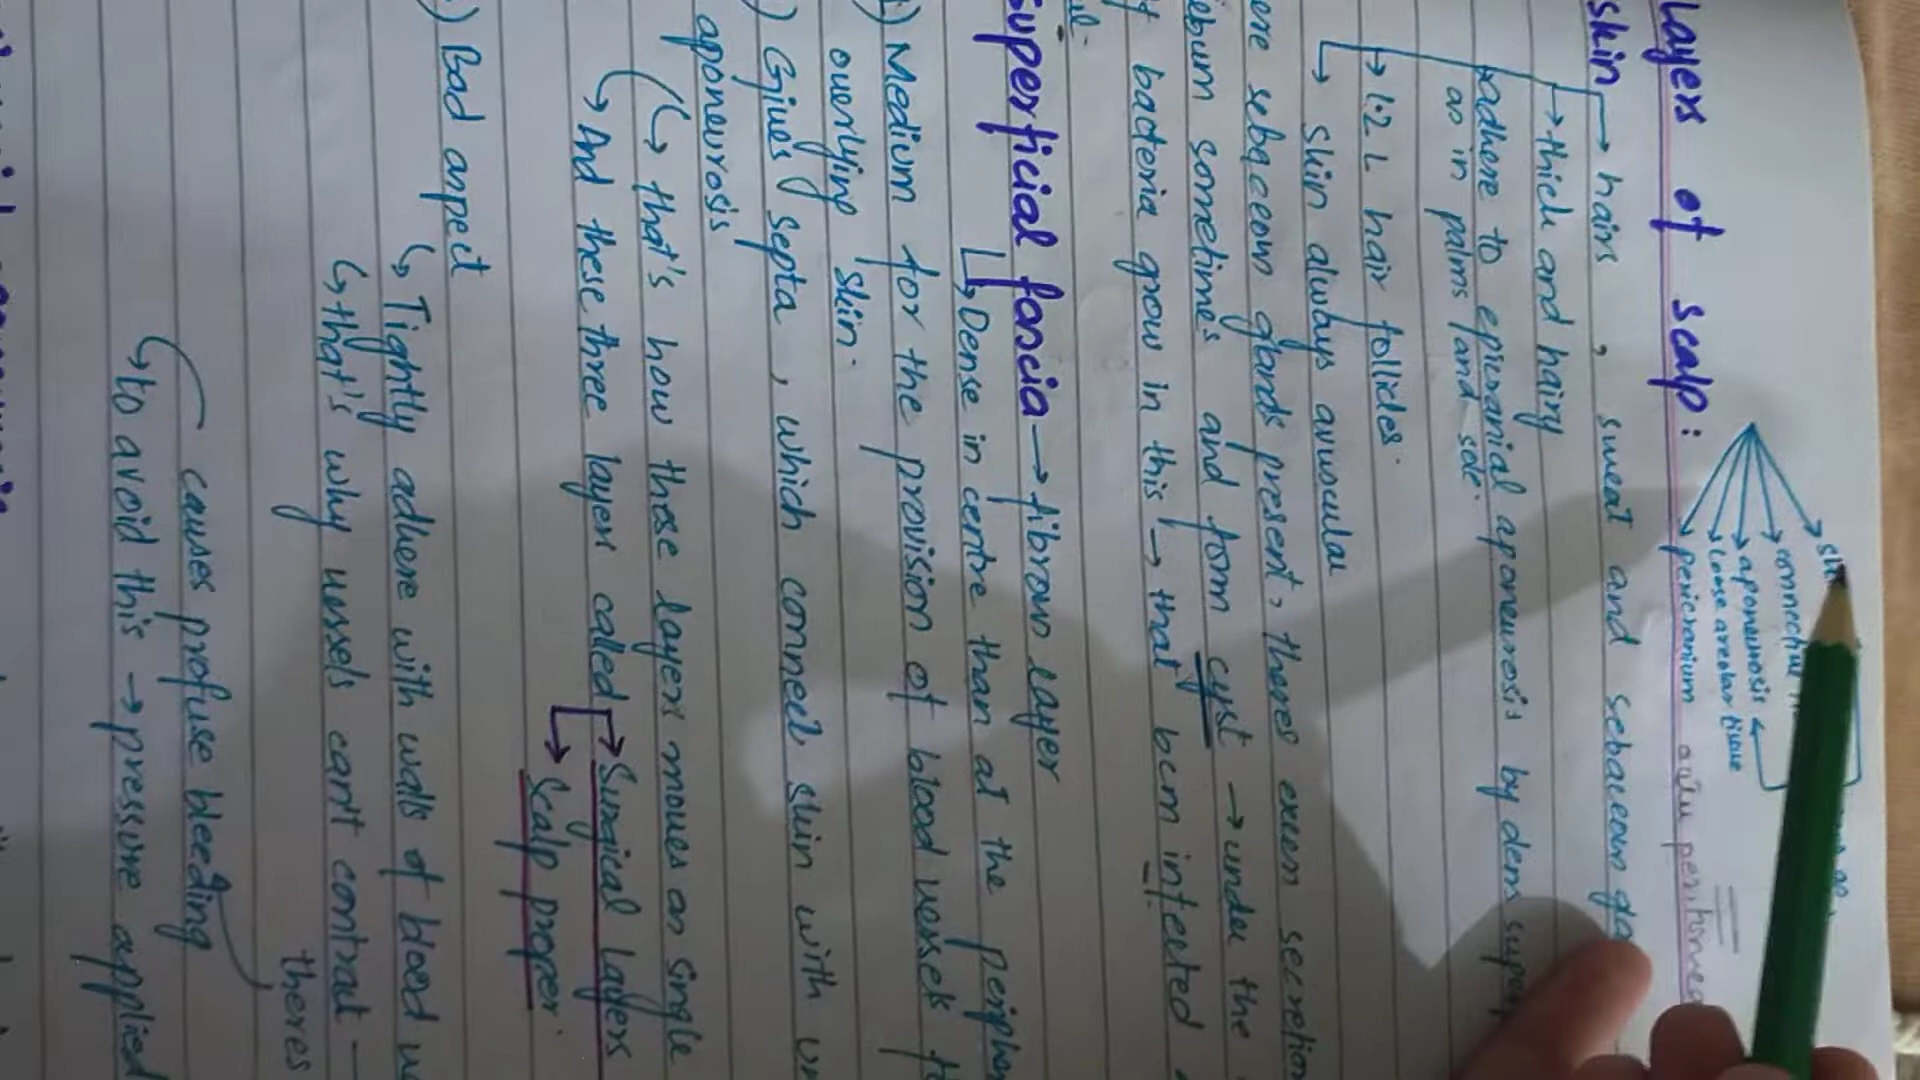 Layers of scalp:
connective
aponeurosis
Loose areolar tissue
pericranium
skin → hairs , sweat and sebaceous
→ thick and hairy
adhere to epicranial aponeurosis by dens
as in palms and sole.
→ 1.2 L hair follicles.
→ skin always avuscular
sebaceous glands present, theres excess secretion
sometimes and form cyst → under the
bacteria grow in this → that bcm infected
Superficial fascia → fibrous layer
→ Dense in centre than at the
Medium for the provision of blood vessels
overlying skin.
Gives septa , which connect skin with
aponeurosis
→ that's how these layers moves as single
→ And these three layers called → Surgical layers
→ Scalp proper.
Bad aspect
→ Tightly adhere with walls of blood
→ that's why vessels can't contract -
theres
causes profuse bleeding
→ to avoid this → pressure applied